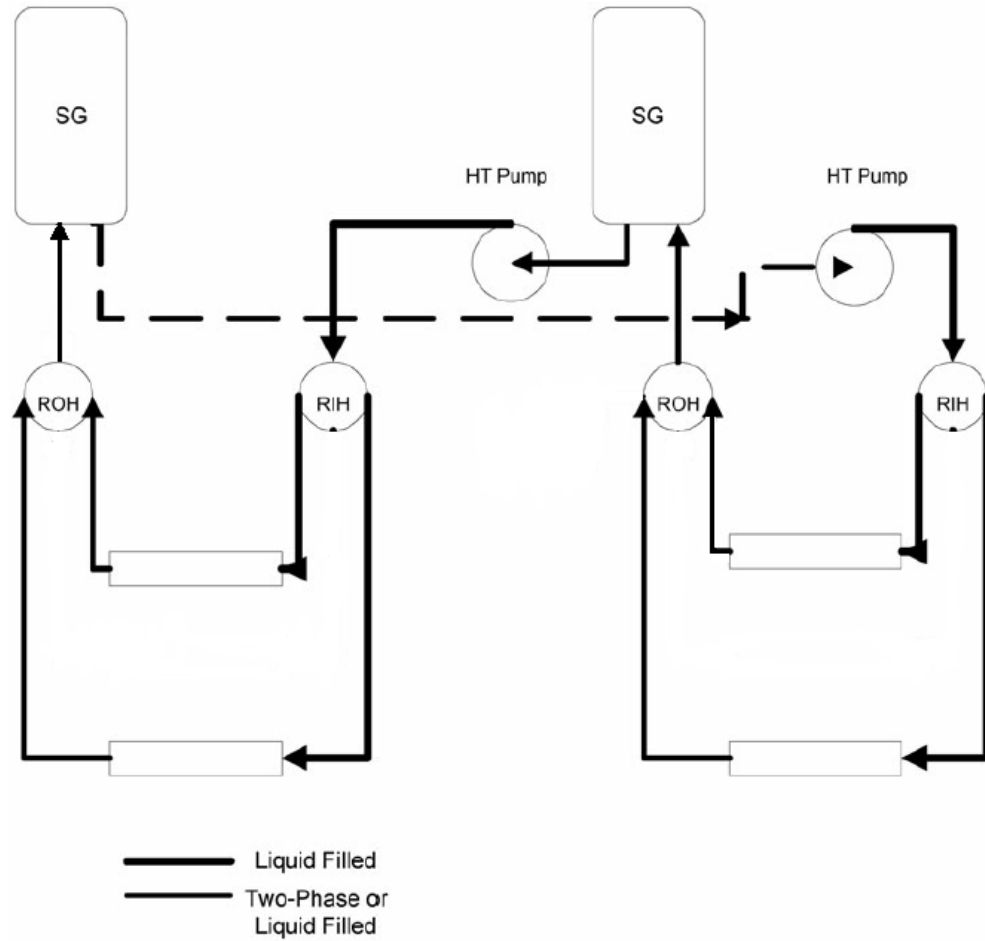 SG
SG
HT Pump
HT Pump
ROH
RIH
ROH
RIH
Liquid Filled
Two-Phase or
Liquid Filled